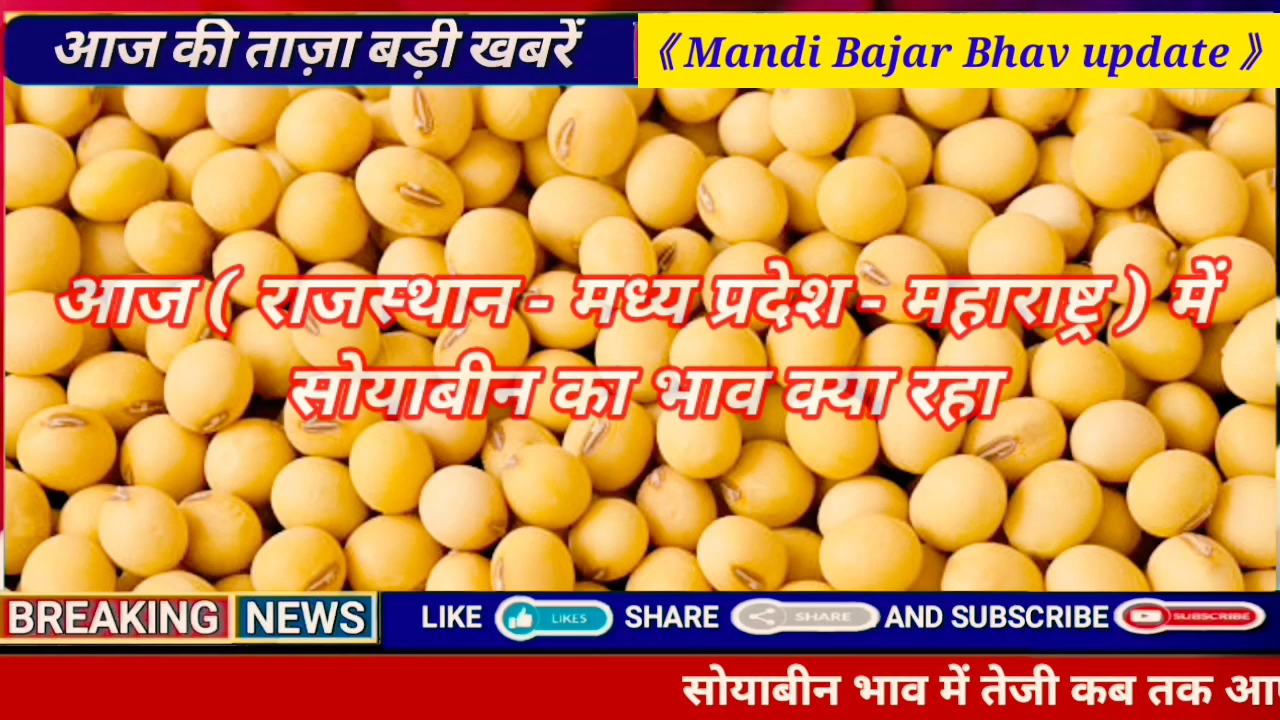 आज की ताज़ा बड़ी खबरें
《 Mandi Bajar Bhav update 》
आज ( राजस्थान - मध्य प्रदेश - महाराष्ट्र ) में
सोयाबीन का भाव क्या रहा
BREAKING NEWS
LIKE LIKES SHARE SHARE AND SUBSCRIBE SUBSCRIBE
सोयाबीन भाव में तेजी कब तक